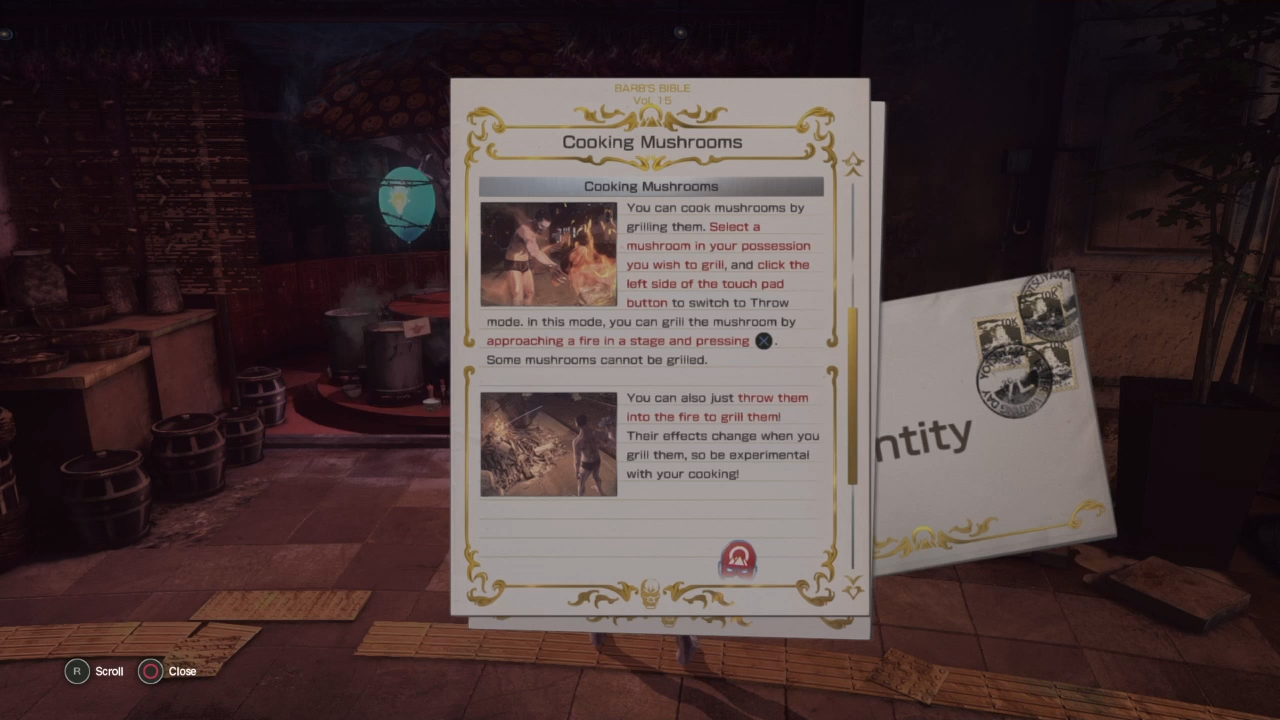 BARB'S BIBLE
Vol. 15
Cooking Mushrooms
Cooking Mushrooms
You can cook mushrooms by
grilling them. Select a
mushroom in your possession
you wish to grill, and click the
left side of the touch pad
button to switch to Throw
mode. In this mode, you can grill the mushroom by
approaching a fire in a stage and pressing .
Some mushrooms cannot be grilled.
You can also just throw them
into the fire to grill them!
Their effects change when you
grill them, so be experimental
with your cooking!
ntity
R Scroll
Close